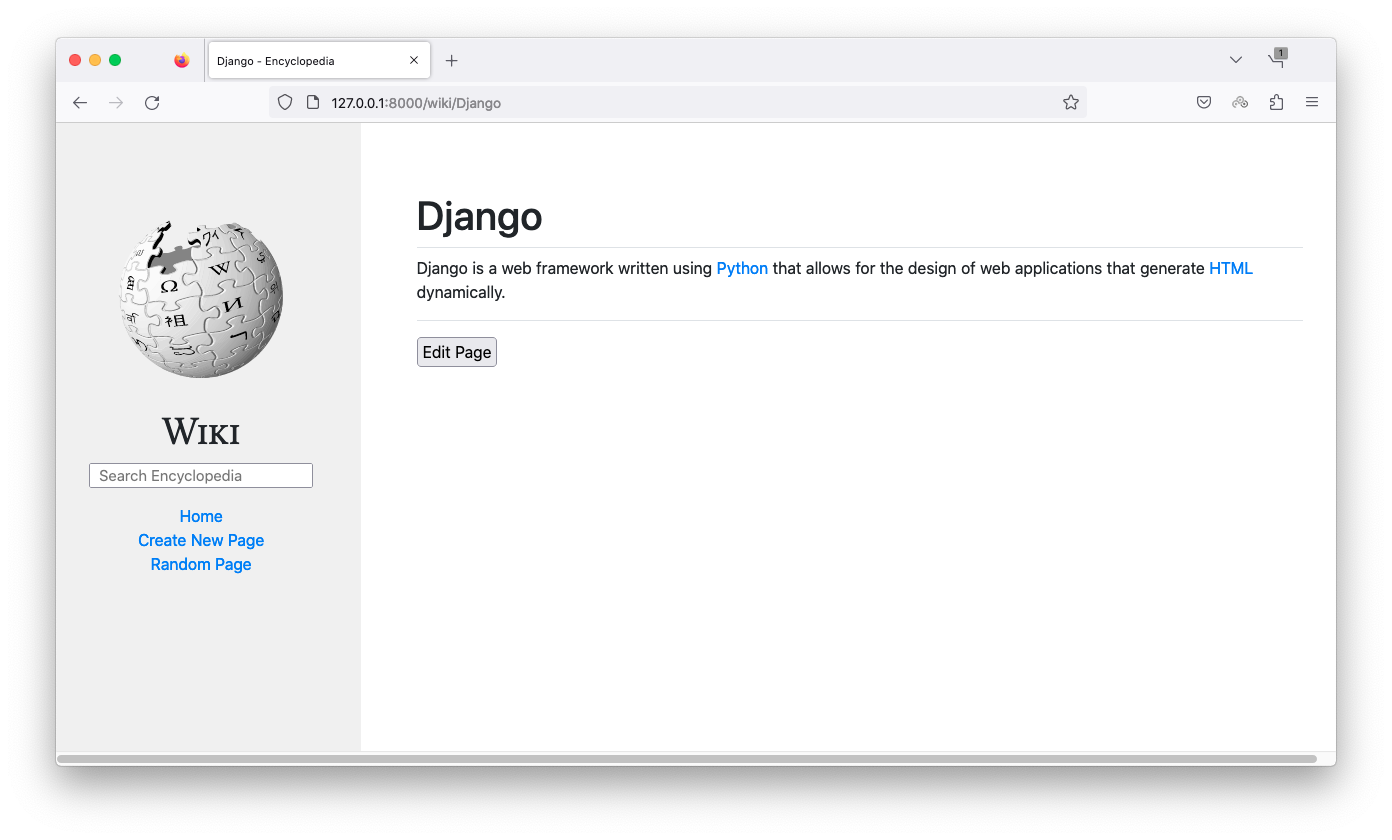 Django - Encyclopedia
1
127.0.0.1:8000/wiki/Django
Ω
W
И
祖
Wiki
Search Encyclopedia
Home
Create New Page
Random Page
Django
Django is a web framework written using Python that allows for the design of web applications that generate HTML
dynamically.
Edit Page